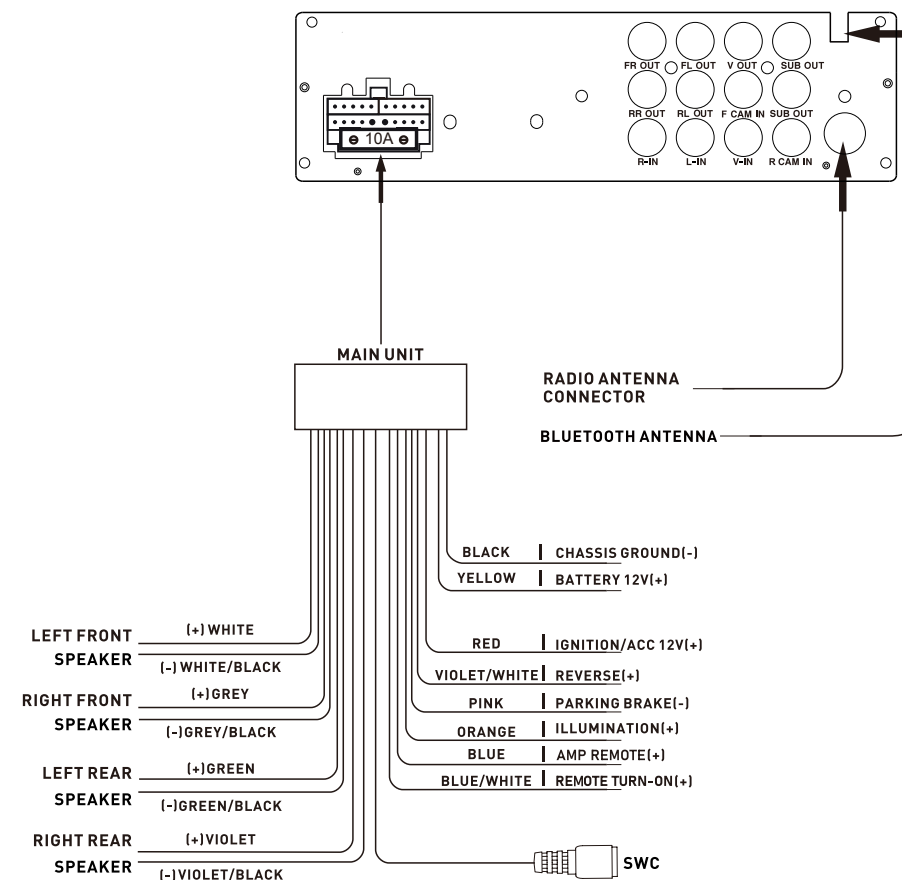 FR OUT FL OUT V OUT SUB OUT
RR OUT RL OUT F CAM IN SUB OUT
10A
R-IN L-IN V-IN R CAM IN
MAIN UNIT
RADIO ANTENNA
CONNECTOR
BLUETOOTH ANTENNA
BLACK CHASSIS GROUND(-)
YELLOW BATTERY 12V(+)
RED IGNITION/ACC 12V(+)
VIOLET/WHITE REVERSE(+)
PINK PARKING BRAKE(-)
ORANGE ILLUMINATION(+)
BLUE AMP REMOTE(+)
BLUE/WHITE REMOTE TURN-ON(+)
SWC
LEFT FRONT
SPEAKER
(+) WHITE
(-) WHITE/BLACK
RIGHT FRONT
SPEAKER
(+)GREY
(-)GREY/BLACK
LEFT REAR
SPEAKER
(+)GREEN
(-)GREEN/BLACK
RIGHT REAR
SPEAKER
(+)VIOLET
(-)VIOLET/BLACK